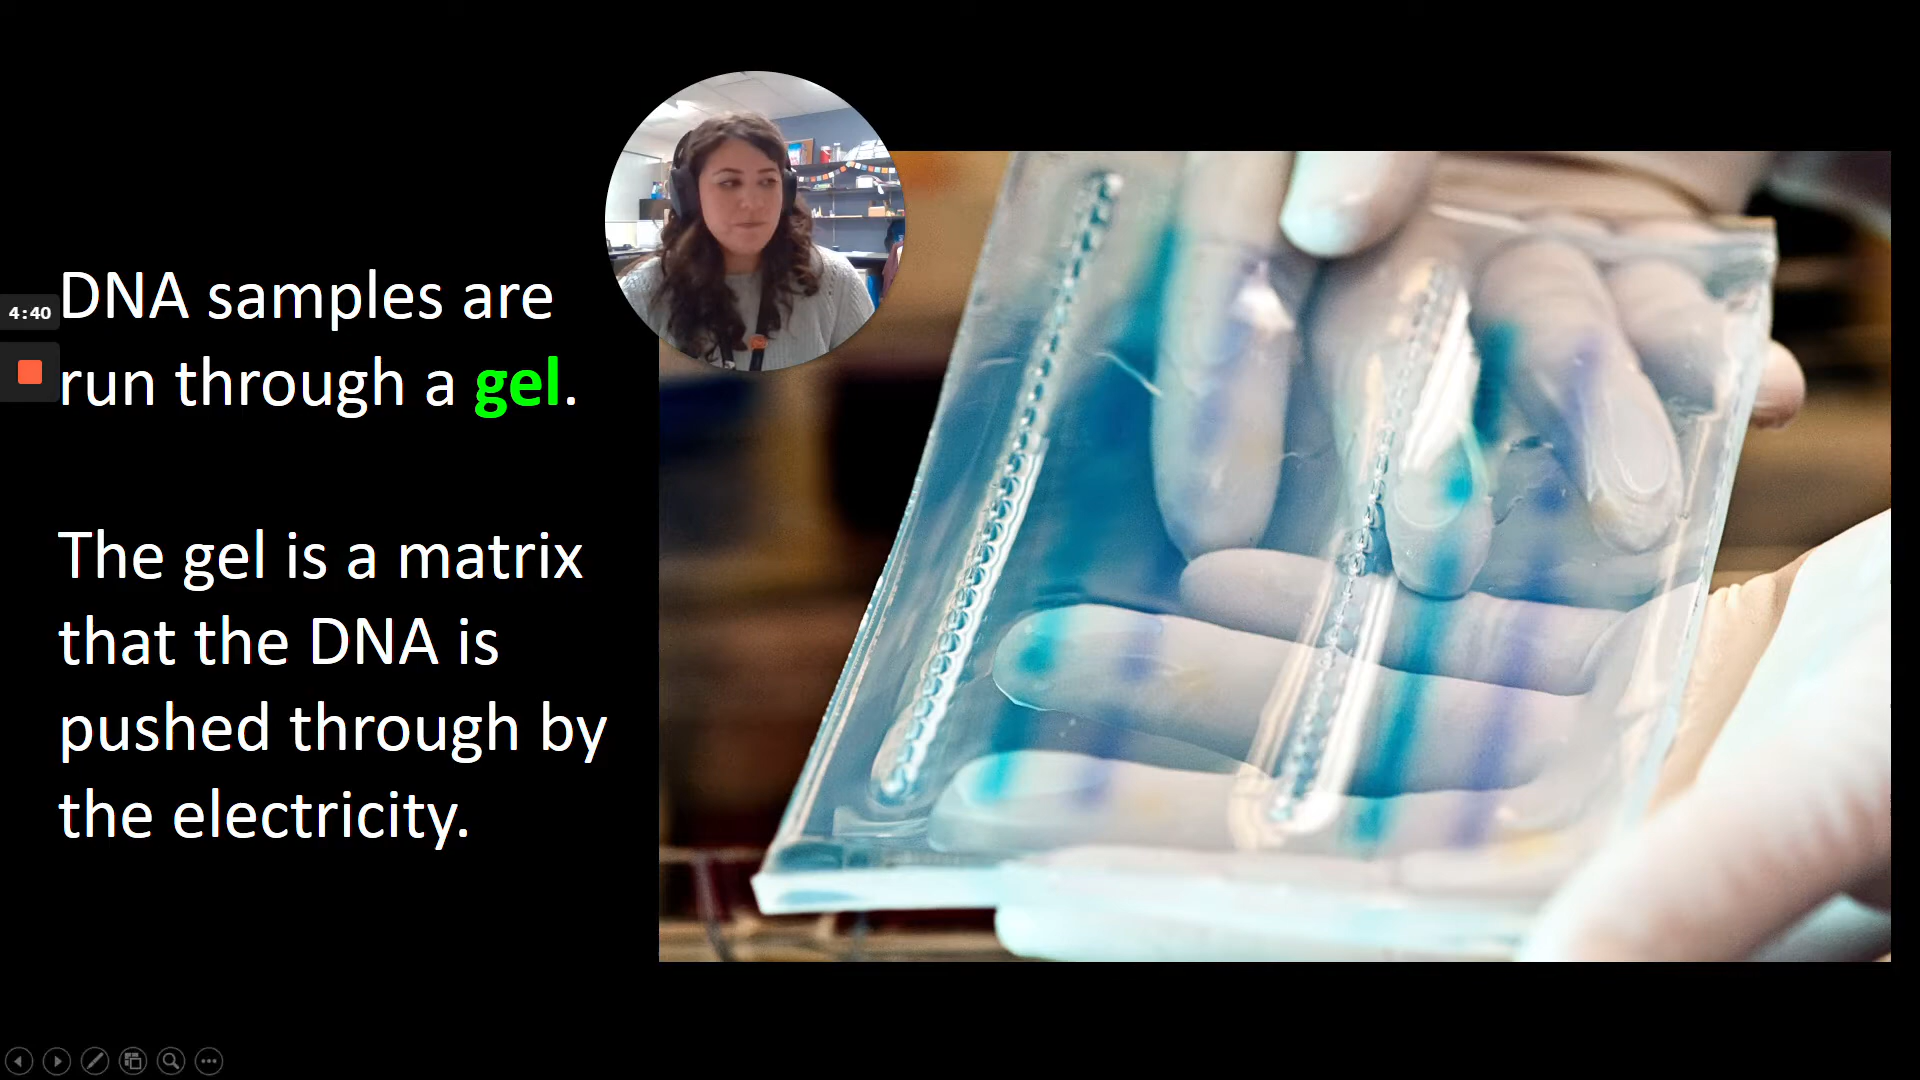 4:40
DNA samples are
run through a gel.
The gel is a matrix
that the DNA is
pushed through by
the electricity.